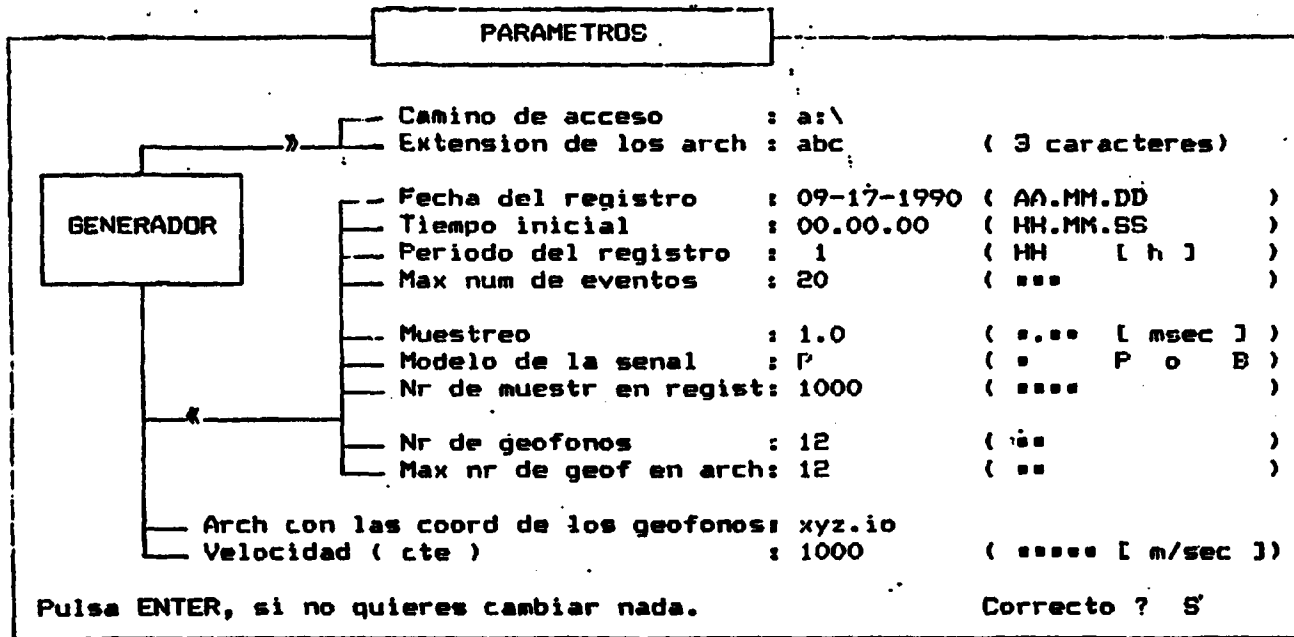 PARAMETROS
Camino de acceso : a:\
Extension de los arch : abc ( 3 caracteres)
GENERADOR
Fecha del registro : 09-17-1990 ( AA.MM.DD )
Tiempo inicial : 00.00.00 ( HH.MM.SS )
Periodo del registro : 1 ( HH [ h ] )
Max num de eventos : 20 ( *** )
Muestreo : 1.0 ( *.** [ msec ] )
Modelo de la senal : P ( * P o B )
Nr de muestr en regist: 1000 ( **** )
Nr de geofonos : 12 ( ** )
Max nr de geof en arch: 12 ( ** )
Arch con las coord de los geofonos: xyz.io
Velocidad ( cte ) : 1000 ( ***** [ m/sec ])
Pulsa ENTER, si no quieres cambiar nada. Correcto ? S